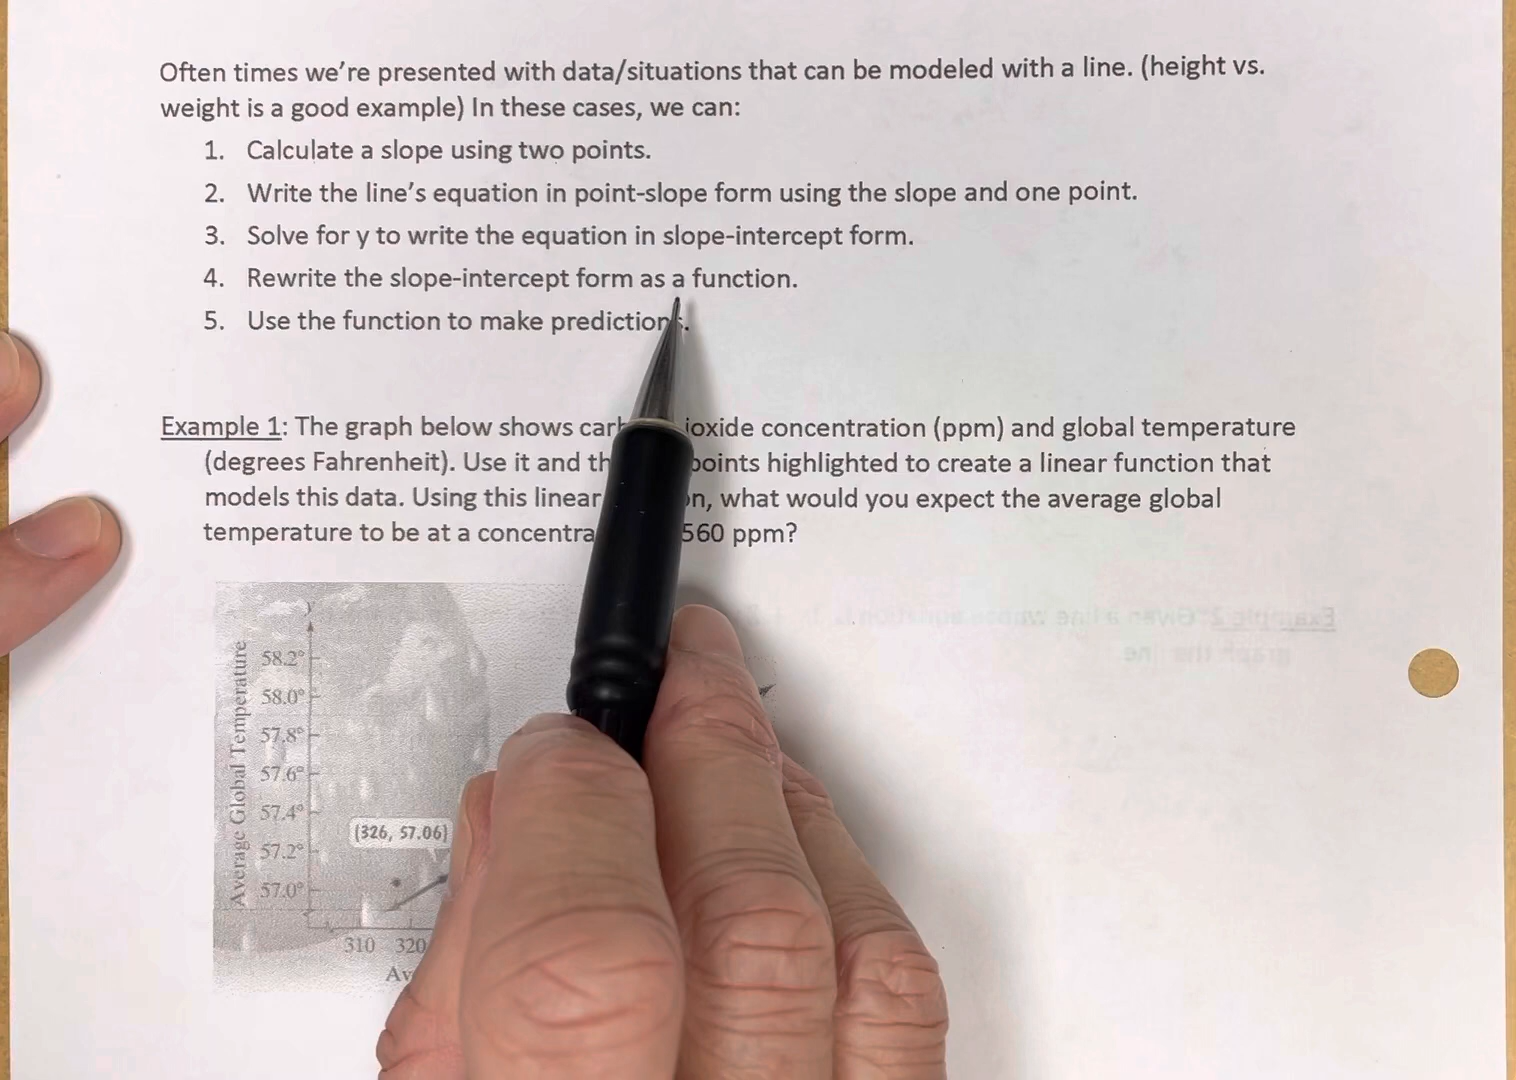 Often times we're presented with data/situations that can be modeled with a line. (height vs.
weight is a good example) In these cases, we can:
1. Calculate a slope using two points.
2. Write the line's equation in point-slope form using the slope and one point.
3. Solve for y to write the equation in slope-intercept form.
4. Rewrite the slope-intercept form as a function.
5. Use the function to make predictions.
Example 1: The graph below shows carbon dioxide concentration (ppm) and global temperature
(degrees Fahrenheit). Use it and the points highlighted to create a linear function that
models this data. Using this linear function, what would you expect the average global
temperature to be at a concentration 560 ppm?
y
Average Global Temperature
58.2°
58.0°
57.8°
57.6°
57.4°
57.2°
57.0°
(326, 57.06)
310 320